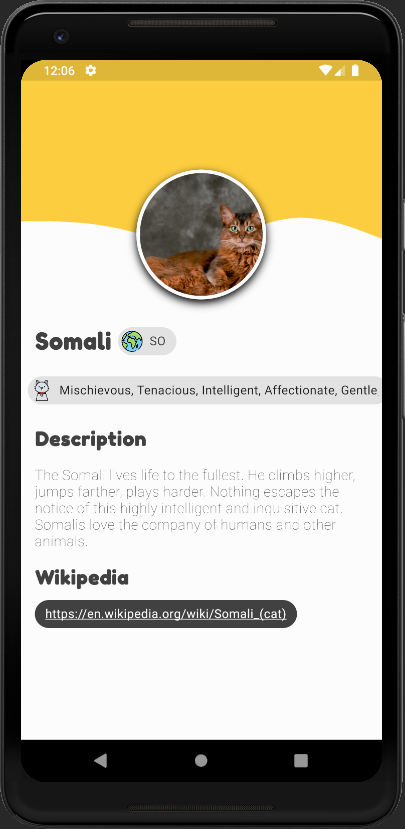 12:06
Somali
SO
Mischievous, Tenacious, Intelligent, Affectionate, Gentle
Description
The Somali lives life to the fullest. He climbs higher,
jumps farther, plays harder. Nothing escapes the
notice of this highly intelligent and inquisitive cat.
Somalis love the company of humans and other
animals.
Wikipedia
https://en.wikipedia.org/wiki/Somali_(cat)